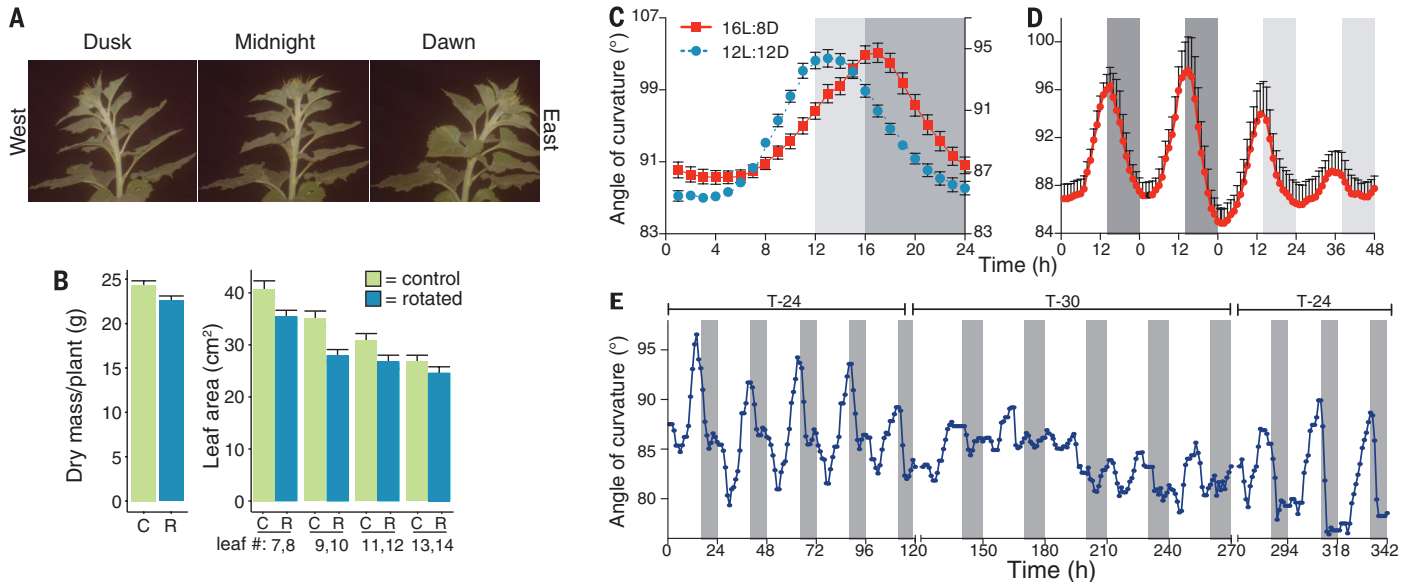 A
Dusk Midnight Dawn
West
East
B
Dry mass/plant (g)
25
20
15
10
5
0
C R
Leaf area (cm²)
40
30
20
10
0
= control
= rotated
C R C R C R C R
leaf #: 7,8 9,10 11,12 13,14
C
Angle of curvature (°)
107
99
91
83
16L:8D
12L:12D
95
91
87
83
0 4 8 12 16 20 24
D
100
96
92
88
84
0 12 0 12 0 12 24 36 48
Time (h)
E
T-24 T-30 T-24
Angle of curvature (°)
95
90
85
80
0 24 48 72 96 120 150 180 210 240 270 294 318 342
Time (h)